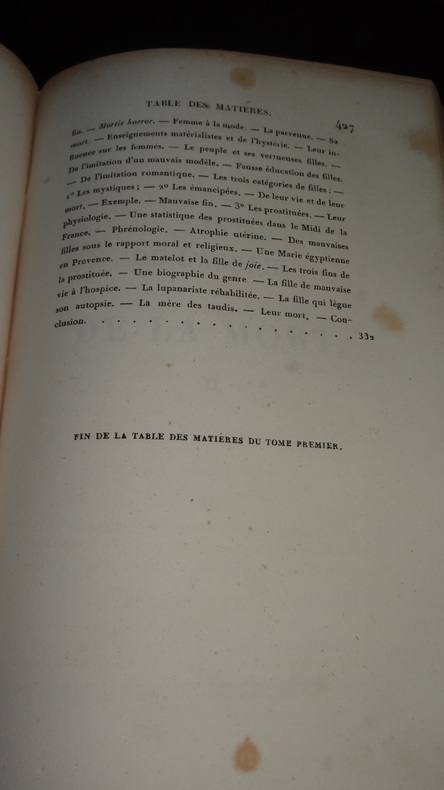 TABLE DES MATIÈRES.
427
fin. — Mortis horror. — Femme à la mode. — La parvenue. — Sa
mort. — Enseignements matérialistes et de l'hystérie. — Leur in-
fluence sur les femmes. — Le peuple et ses vertueuses filles. —
De l'imitation d'un mauvais modèle. — Fausse éducation des filles.
— De l'imitation romantique. — Les trois catégories de filles : —
1º Les mystiques ; — 2º Les émancipées. — De leur vie et de leur
mort. — Exemple. — Mauvaise fin. — 3º Les prostituées. — Leur
physiologie. — Une statistique des prostituées dans le Midi de la
France. — Phrénologie. — Atrophie utérine. — Des mauvaises
filles sous le rapport moral et religieux. — Une Marie égyptienne
en Provence. — Le matelot et la fille de joie. — Les trois fins de
la prostituée. — Une biographie du genre. — La fille de mauvaise
vie à l'hospice. — La lupanariste réhabilitée. — La fille qui lègue
son autopsie. — La mère des taudis. — Leur mort. — Con-
clusion. . . . . . . . . . . . . . . . . . 332
FIN DE LA TABLE DES MATIÈRES DU TOME PREMIER.